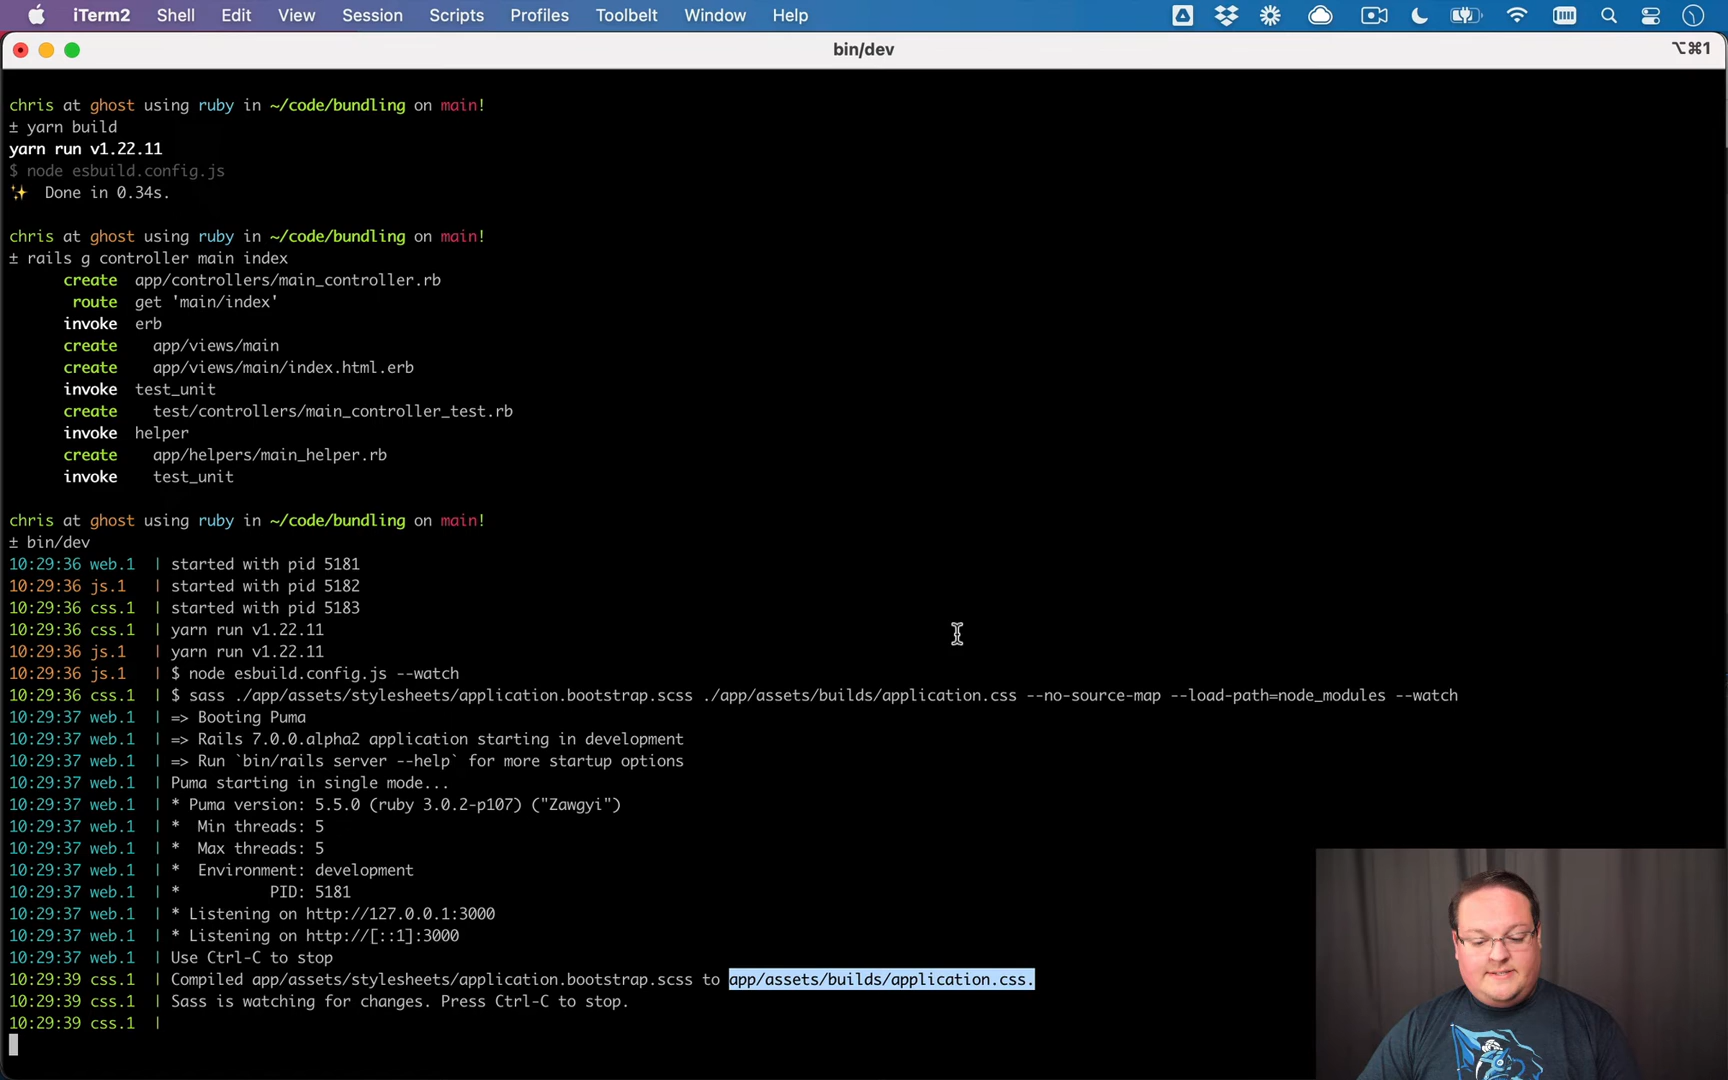 iTerm2 Shell Edit View Session Scripts Profiles Toolbelt Window Help
bin/dev
⌥⌘1
chris at ghost using ruby in ~/code/bundling on main!
± yarn build
yarn run v1.22.11
$ node esbuild.config.js
✨ Done in 0.34s.
chris at ghost using ruby in ~/code/bundling on main!
± rails g controller main index
create app/controllers/main_controller.rb
route get 'main/index'
invoke erb
create app/views/main
create app/views/main/index.html.erb
invoke test_unit
create test/controllers/main_controller_test.rb
invoke helper
create app/helpers/main_helper.rb
invoke test_unit
chris at ghost using ruby in ~/code/bundling on main!
± bin/dev
10:29:36 web.1 | started with pid 5181
10:29:36 js.1 | started with pid 5182
10:29:36 css.1 | started with pid 5183
10:29:36 css.1 | yarn run v1.22.11
10:29:36 js.1 | yarn run v1.22.11
10:29:36 js.1 | $ node esbuild.config.js --watch
10:29:36 css.1 | $ sass ./app/assets/stylesheets/application.bootstrap.scss ./app/assets/builds/application.css --no-source-map --load-path=node_modules --watch
10:29:37 web.1 | => Booting Puma
10:29:37 web.1 | => Rails 7.0.0.alpha2 application starting in development
10:29:37 web.1 | => Run `bin/rails server --help` for more startup options
10:29:37 web.1 | Puma starting in single mode...
10:29:37 web.1 | * Puma version: 5.5.0 (ruby 3.0.2-p107) ("Zawgyi")
10:29:37 web.1 | * Min threads: 5
10:29:37 web.1 | * Max threads: 5
10:29:37 web.1 | * Environment: development
10:29:37 web.1 | * PID: 5181
10:29:37 web.1 | * Listening on http://127.0.0.1:3000
10:29:37 web.1 | * Listening on http://[::1]:3000
10:29:37 web.1 | Use Ctrl-C to stop
10:29:39 css.1 | Compiled app/assets/stylesheets/application.bootstrap.scss to app/assets/builds/application.css.
10:29:39 css.1 | Sass is watching for changes. Press Ctrl-C to stop.
10:29:39 css.1 |